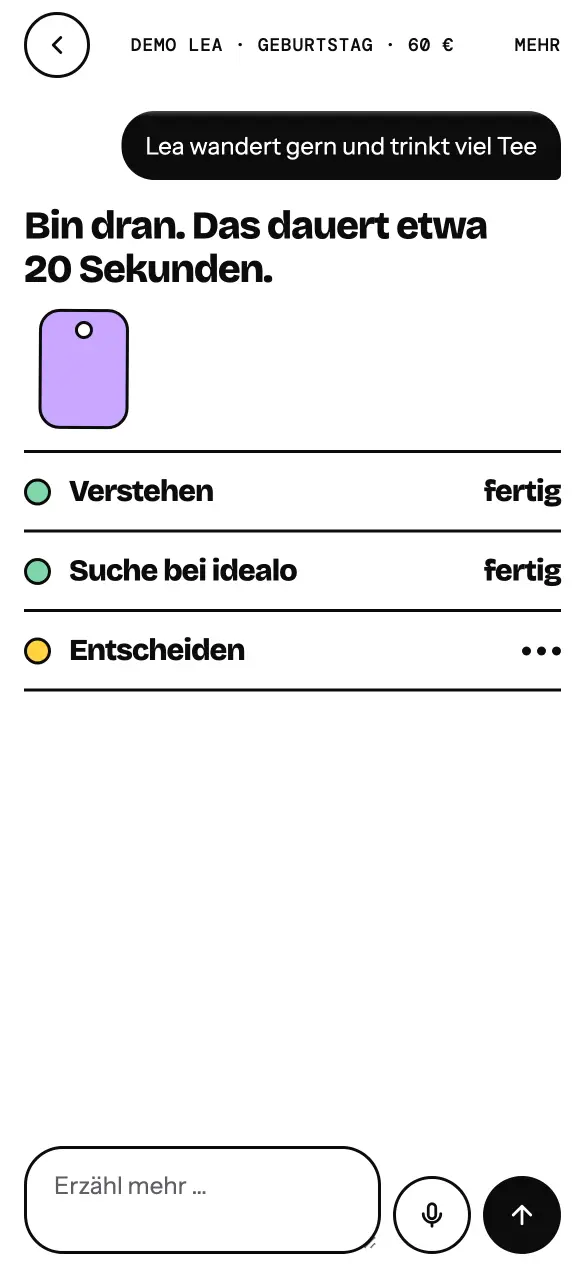 DEMO LEA · GEBURTSTAG · 60 € MEHR
Lea wandert gern und trinkt viel Tee
Bin dran. Das dauert etwa
20 Sekunden.
Verstehen fertig
Suche bei idealo fertig
Entscheiden •••
Erzähl mehr ...